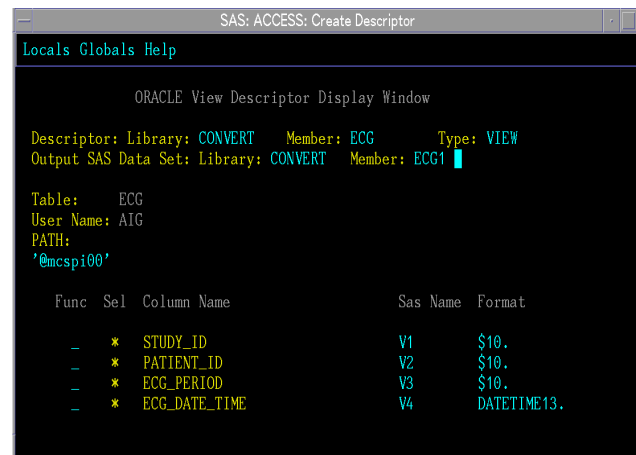 SAS: ACCESS: Create Descriptor
Locals Globals Help
ORACLE View Descriptor Display Window
Descriptor: Library: CONVERT Member: ECG Type: VIEW
Output SAS Data Set: Library: CONVERT Member: ECG1
Table: ECG
User Name: AIG
PATH:
'@mcspi00'
Func Sel Column Name Sas Name Format
_ * STUDY_ID V1 $10.
_ * PATIENT_ID V2 $10.
_ * ECG_PERIOD V3 $10.
_ * ECG_DATE_TIME V4 DATETIME13.